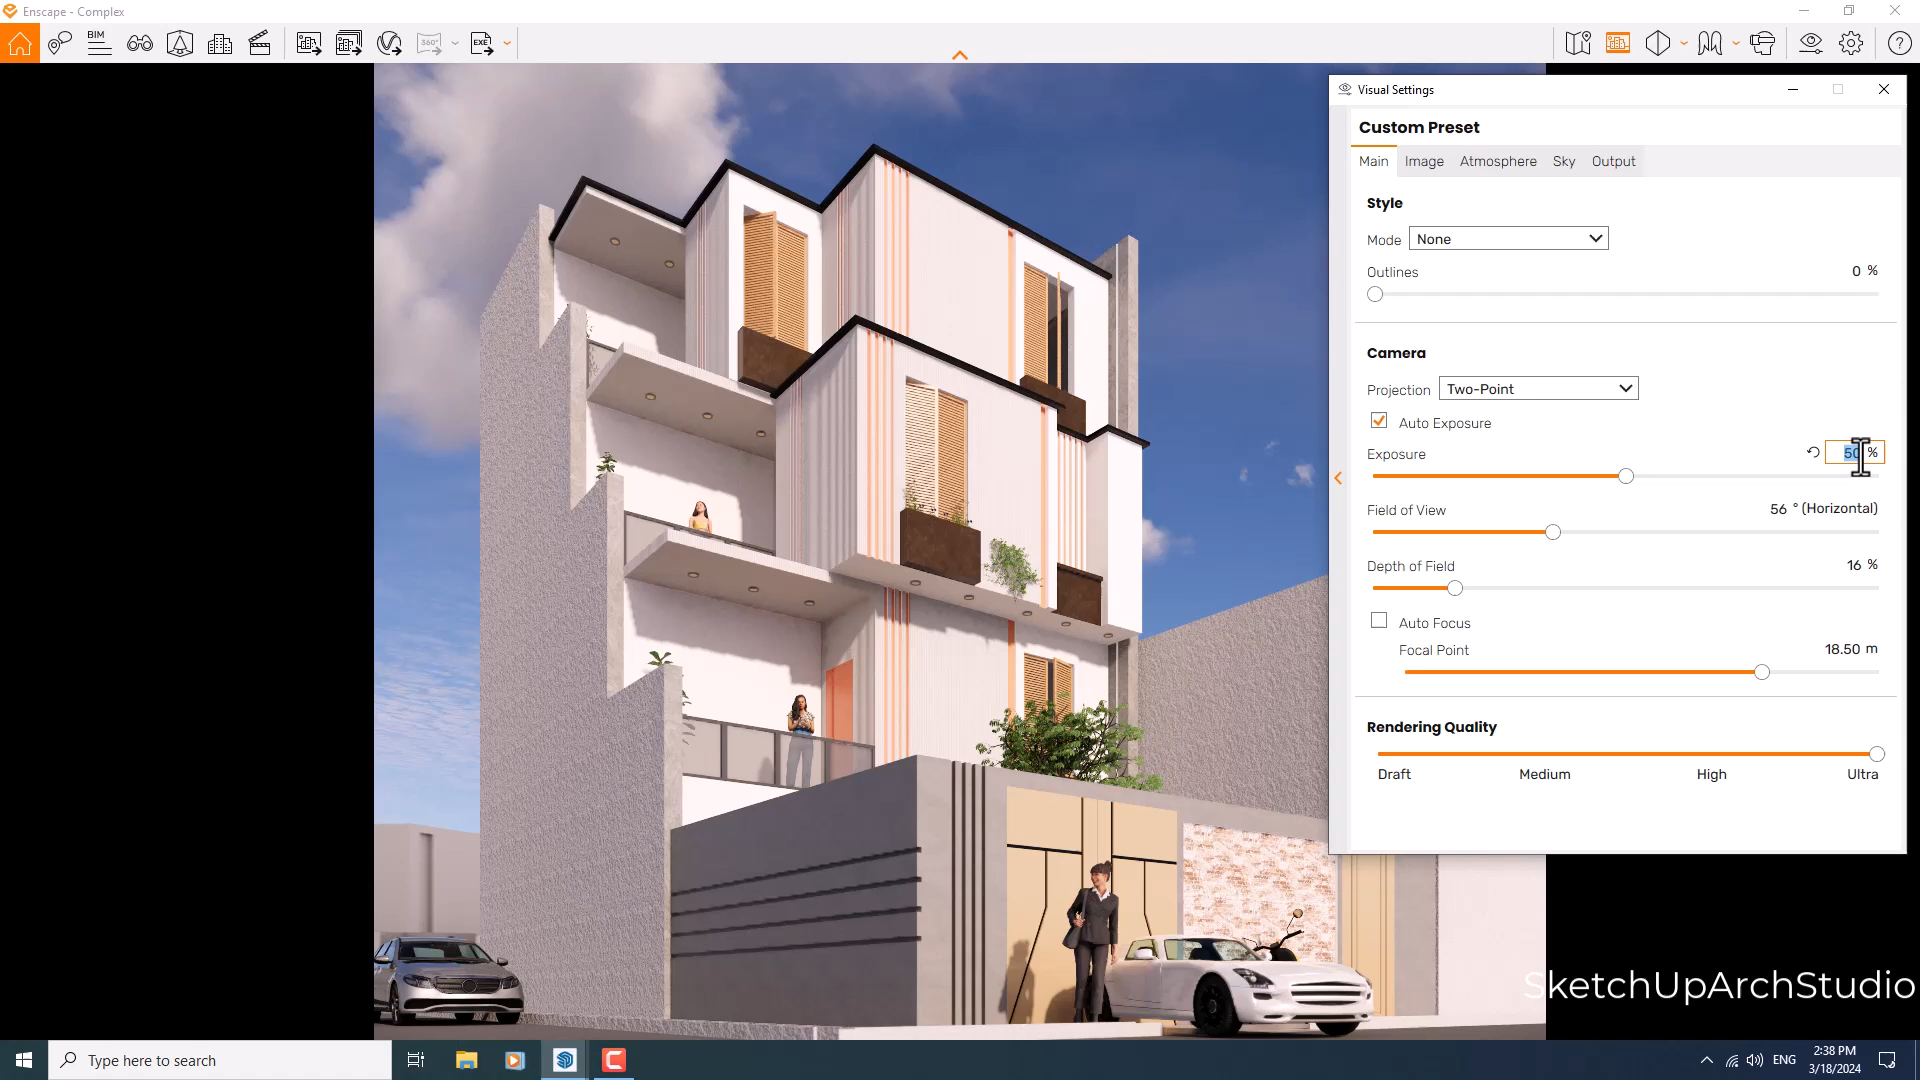 Enscape - Complex
BIM
360°
EXE
Visual Settings
Custom Preset
Main Image Atmosphere Sky Output
Style
Mode None
Outlines 0 %
Camera
Projection Two-Point
Auto Exposure
Exposure 50 %
Field of View 56 ° (Horizontal)
Depth of Field 16 %
Auto Focus
Focal Point 18.50 m
Rendering Quality
Draft Medium High Ultra
SketchUpArchStudio
Type here to search
ENG
2:38 PM
3/18/2024